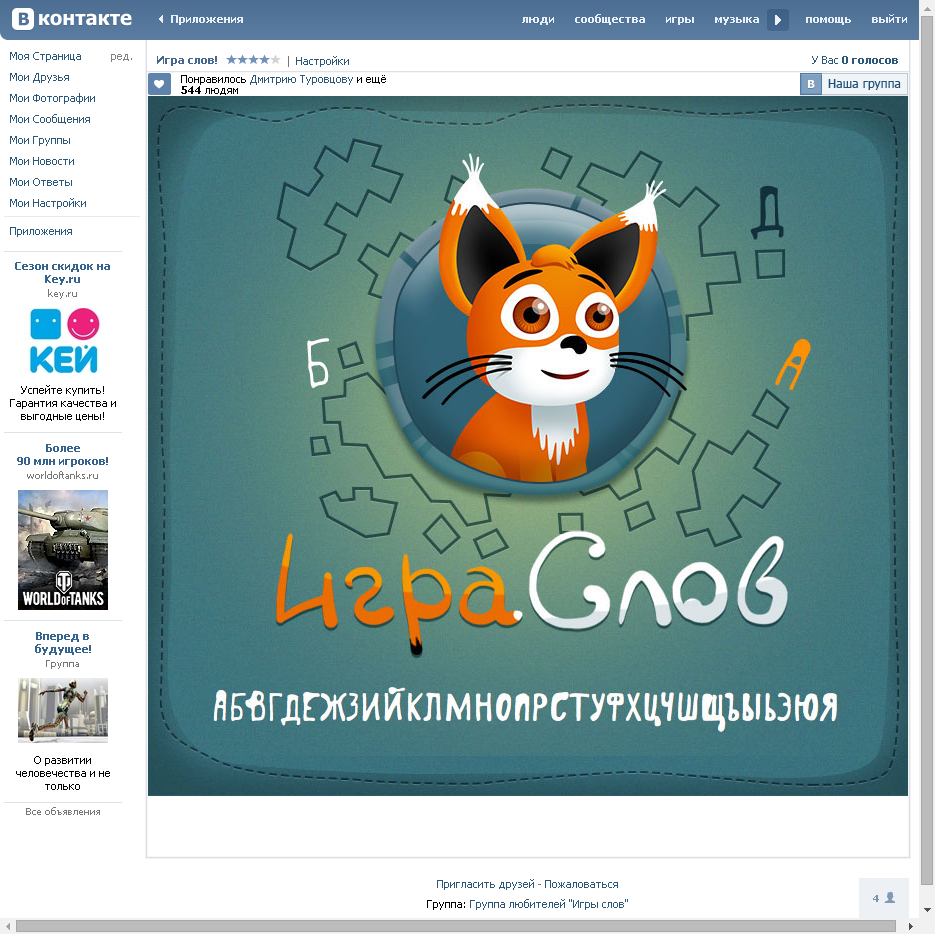 В контакте
Приложения
люди
сообщества
игры
музыка
помощь
выйти
Моя Страница
ред.
Мои Друзья
Мои Фотографии
Мои Сообщения
Мои Группы
Мои Новости
Мои Ответы
Мои Настройки
Приложения
Сезон скидок на
Key.ru
key.ru
КЕЙ
Успейте купить!
Гарантия качества и
выгодные цены!
Более
90 млн игроков!
worldoftanks.ru
WORLD OF TANKS
Вперед в
будущее!
Группа
О развитии
человечества и не
только
Все объявления
Игра слов!
| Настройки
У Вас 0 голосов
Понравилось Дмитрию Туровцову и ещё
544 людям
В Наша группа
Д
Б
А
Игра.Слов
АБВГДЕЖЗИЙКЛМНОПРСТУФХЦЧШЩЪЫЬЭЮЯ
Пригласить друзей - Пожаловаться
Группа: Группа любителей "Игры слов"
4